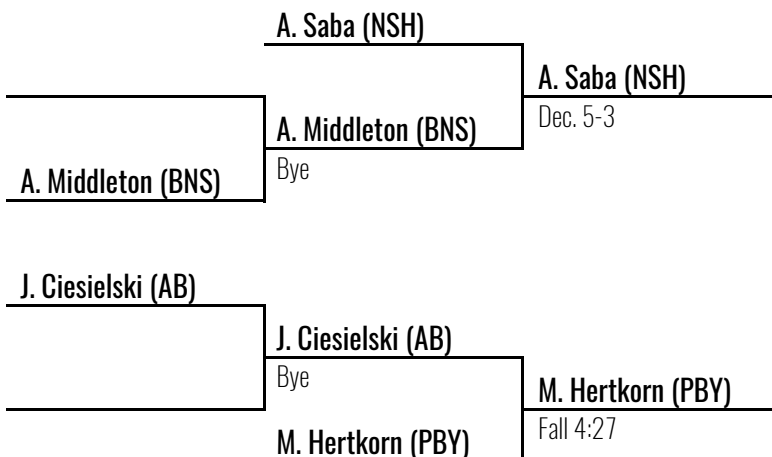 A. Saba (NSH)
A. Saba (NSH)
Dec. 5-3
A. Middleton (BNS)
Bye
A. Middleton (BNS)
J. Ciesielski (AB)
J. Ciesielski (AB)
Bye
M. Hertkorn (PBY)
Fall 4:27
M. Hertkorn (PBY)